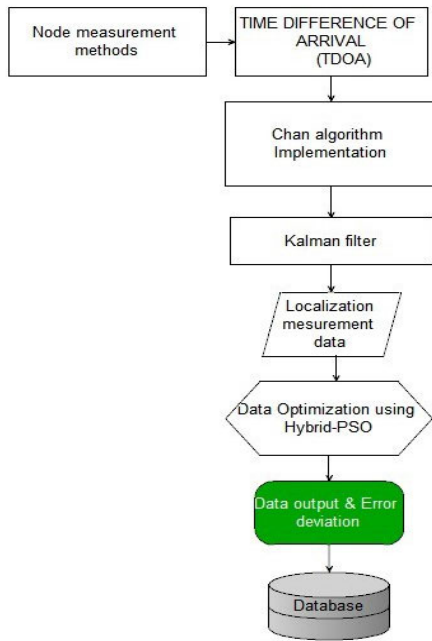 Node measurement
methods
TIME DIFFERENCE OF
ARRIVAL
(TDOA)
Chan algorithm
Implementation
Kalman filter
Localization
mesurement
data
Data Optimization using
Hybrid-PSO
Data output & Error
deviation
Database